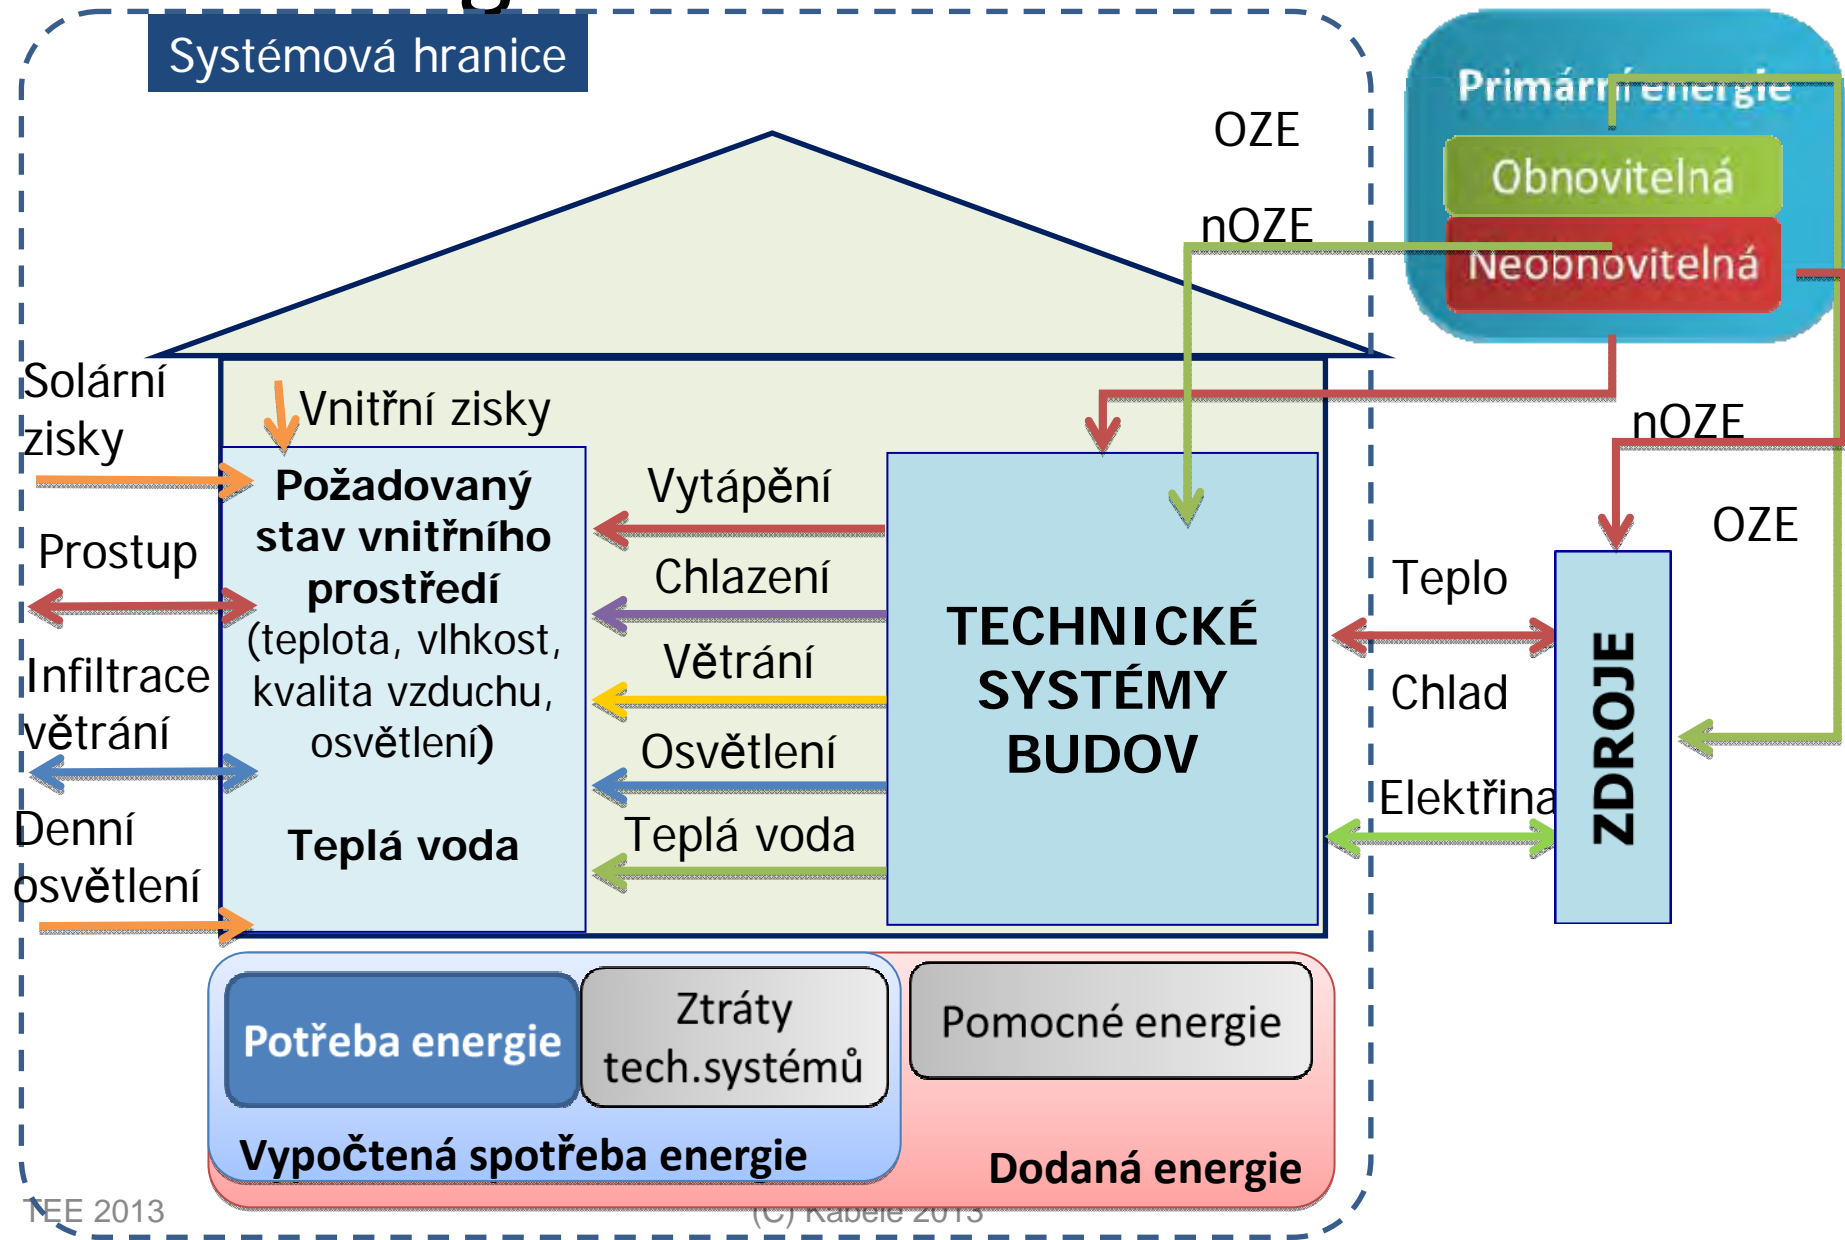 Systémová hranice
Primární energie
Obnovitelná
Neobnovitelná
OZE
nOZE
Solární
zisky
Prostup
Infiltrace
větrání
Denní
osvětlení
Vnitřní zisky
Požadovaný
stav vnitřního
prostředí
(teplota, vlhkost,
kvalita vzduchu,
osvětlení)
Teplá voda
Vytápění
Chlazení
Větrání
Osvětlení
Teplá voda
TECHNICKÉ
SYSTÉMY
BUDOV
nOZE
OZE
Teplo
Chlad
Elektřina
ZDROJE
Potřeba energie
Ztráty
tech.systémů
Pomocné energie
Vypočtená spotřeba energie
Dodaná energie
TEE 2013
(C) Kabele 2013